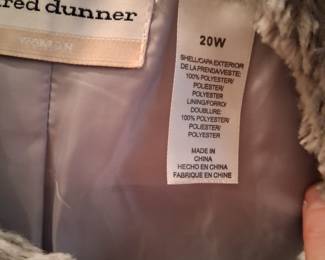 red dunner
WOMAN
20W
SHELL/CAPA EXTERIOR
DE LA PRENDA/VESTE:
100% POLYESTER/
POLIESTER/
POLYESTER
LINING/FORRO/
DOUBLURE:
100% POLYESTER/
POLIESTER/
POLYESTER
MADE IN
CHINA
HECHO EN CHINA
FABRIQUE EN CHINE